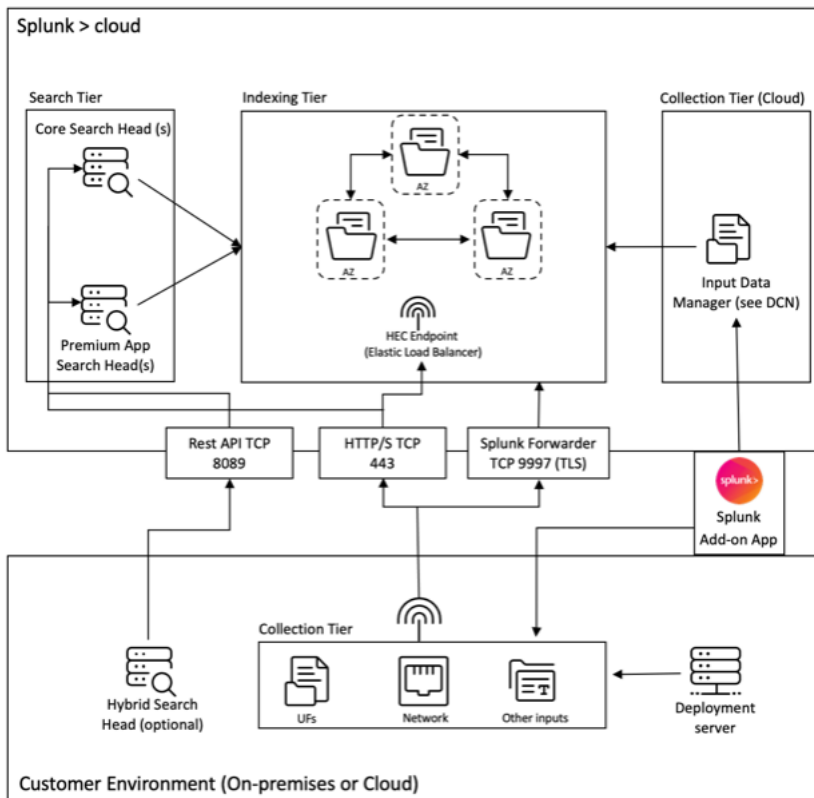 Splunk > cloud
Search Tier
Core Search Head (s)
Premium App
Search Head(s)
Indexing Tier
AZ
AZ
AZ
HEC Endpoint
(Elastic Load Balancer)
Collection Tier (Cloud)
Input Data
Manager (see DCN)
Rest API TCP
8089
HTTP/S TCP
443
Splunk Forwarder
TCP 9997 (TLS)
splunk>
Splunk
Add-on App
Hybrid Search
Head (optional)
Collection Tier
UFs
Network
T
Other inputs
Deployment
server
Customer Environment (On-premises or Cloud)